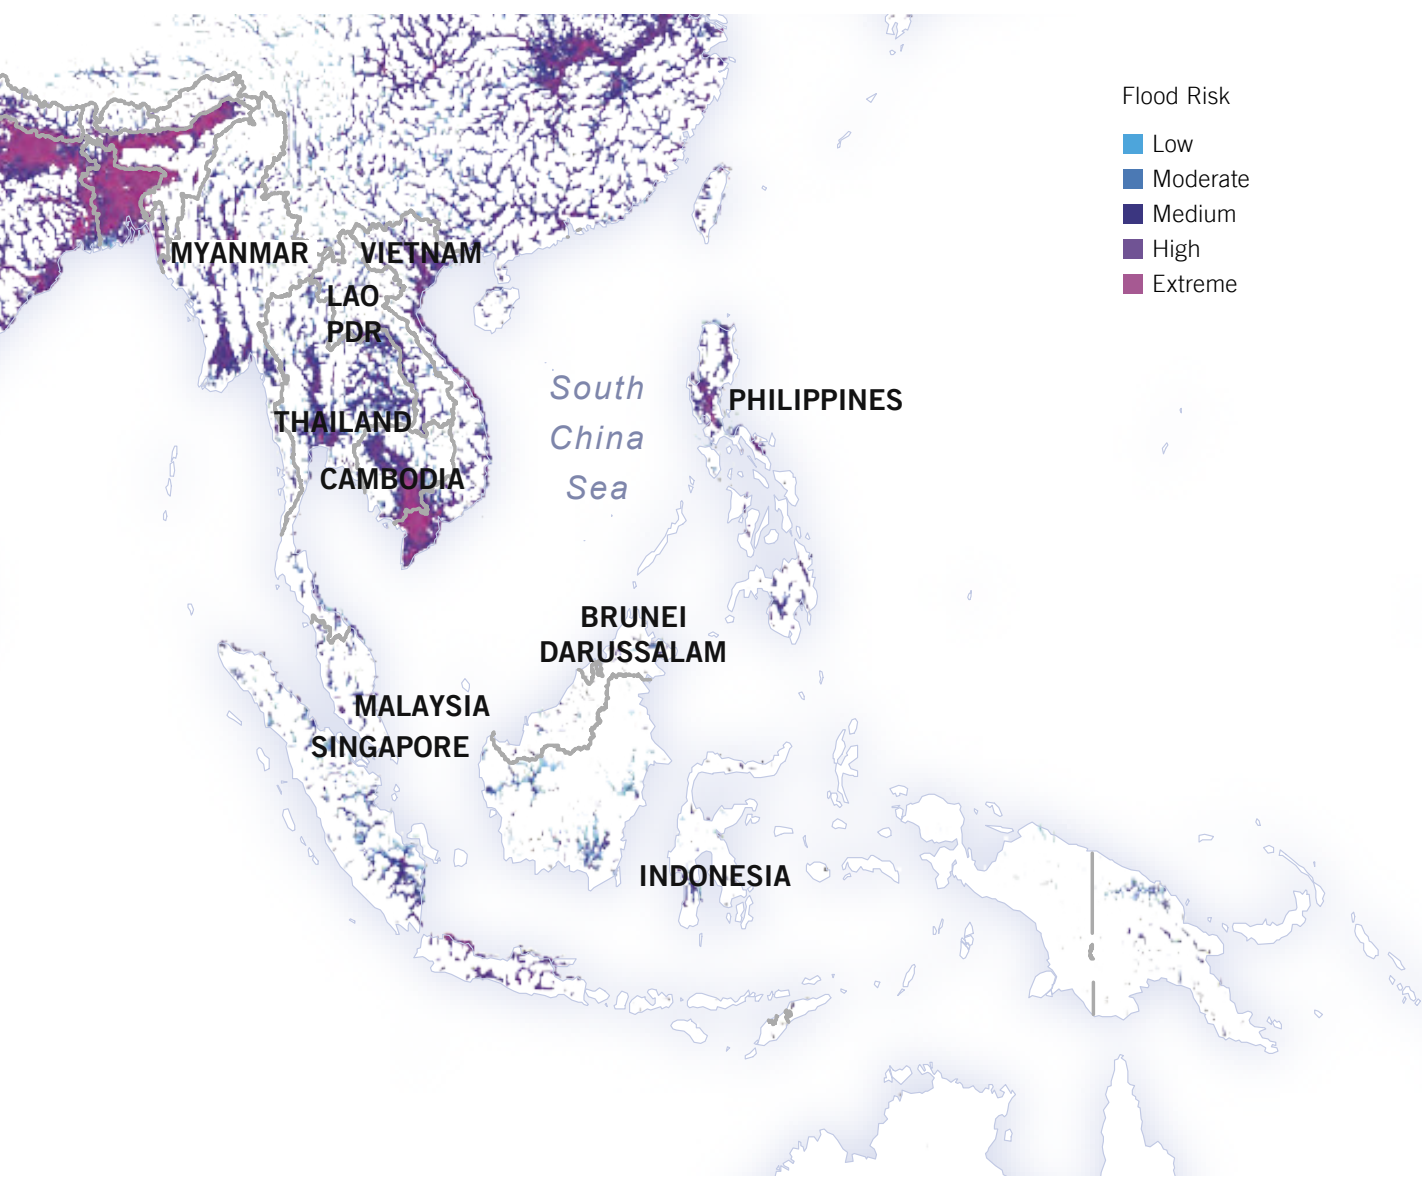 Flood Risk
Low
Moderate
Medium
High
Extreme
MYANMAR
VIETNAM
LAO
PDR
South
China
Sea
PHILIPPINES
THAILAND
CAMBODIA
BRUNEI
DARUSSALAM
MALAYSIA
SINGAPORE
INDONESIA